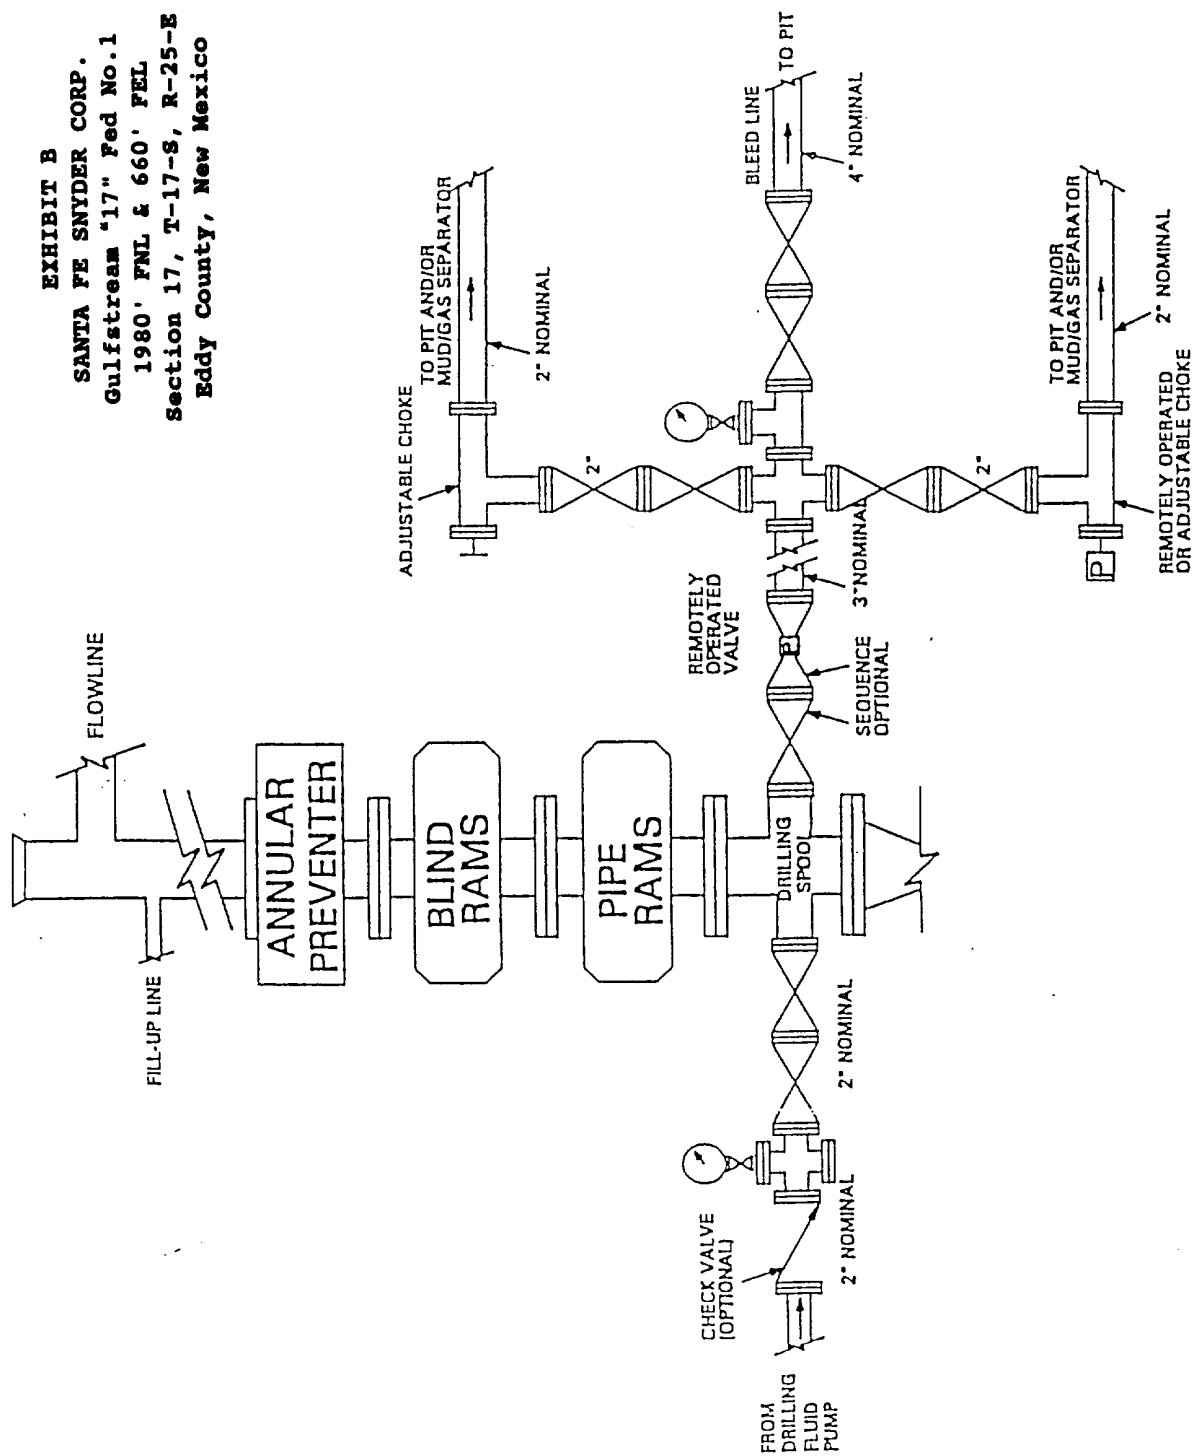 EXHIBIT B
SANTA FE SNYDER CORP.
Gulfstream "17" Fed No.1
1980' FNL & 660' FEL
Section 17, T-17-S, R-25-E
Eddy County, New Mexico
FLOWLINE
FILL-UP LINE
ANNULAR
PREVENTER
BLIND
RAMS
PIPE
RAMS
DRILLING
SPOOL
ADJUSTABLE CHOKE
TO PIT AND/OR
MUD/GAS SEPARATOR
2" NOMINAL
2"
REMOTELY
OPERATED
VALVE
P
SEQUENCE
OPTIONAL
3" NOMINAL
BLEED LINE
TO PIT
4" NOMINAL
2"
TO PIT AND/OR
MUD/GAS SEPARATOR
2" NOMINAL
P
REMOTELY OPERATED
OR ADJUSTABLE CHOKE
CHECK VALVE
(OPTIONAL)
2" NOMINAL
2" NOMINAL
FROM
DRILLING
FLUID
PUMP